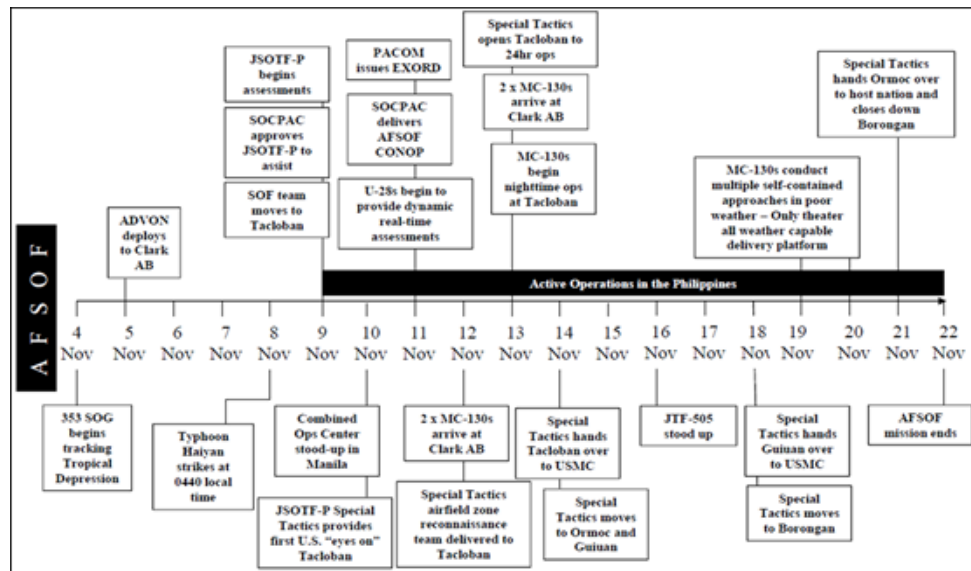 Special Tactics
opens Tacloban to
24hr ops
JSOTF-P
begins
assessments
PACOM
issues EXORD
Special Tactics
hands Ormoc over
to host nation and
closes down
Borongan
2 x MC-130s
arrive at
Clark AB
SOCPAC
approves
JSOTF-P to
assist
SOCPAC
delivers
AFSOF
CONOP
MC-130s
begin
nighttime ops
at Tacloban
MC-130s conduct
multiple self-contained
approaches in poor
weather – Only theater
all weather capable
delivery platform
SOF team
moves to
Tacloban
U-28s begin to
provide dynamic
real-time
assessments
ADVON
deploys
to Clark
AB
AFSOF
Active Operations in the Philippines
4 5 6 7 8 9 10 11 12 13 14 15 16 17 18 19 20 21 22
Nov Nov Nov Nov Nov Nov Nov Nov Nov Nov Nov Nov Nov Nov Nov Nov Nov Nov Nov
353 SOG
begins
tracking
Tropical
Depression
Typhoon
Haiyan
strikes at
0440 local
time
Combined
Ops Center
stood-up in
Manila
2 x MC-130s
arrive at
Clark AB
Special
Tactics hands
Tacloban over
to USMC
JTF-505
stood up
Special
Tactics hands
Guiuan over
to USMC
AFSOF
mission ends
JSOTF-P Special
Tactics provides
first U.S. "eyes on"
Tacloban
Special Tactics
airfield zone
reconnaissance
team delivered to
Tacloban
Special
Tactics moves
to Ormoc and
Guiuan
Special
Tactics moves
to Borongan